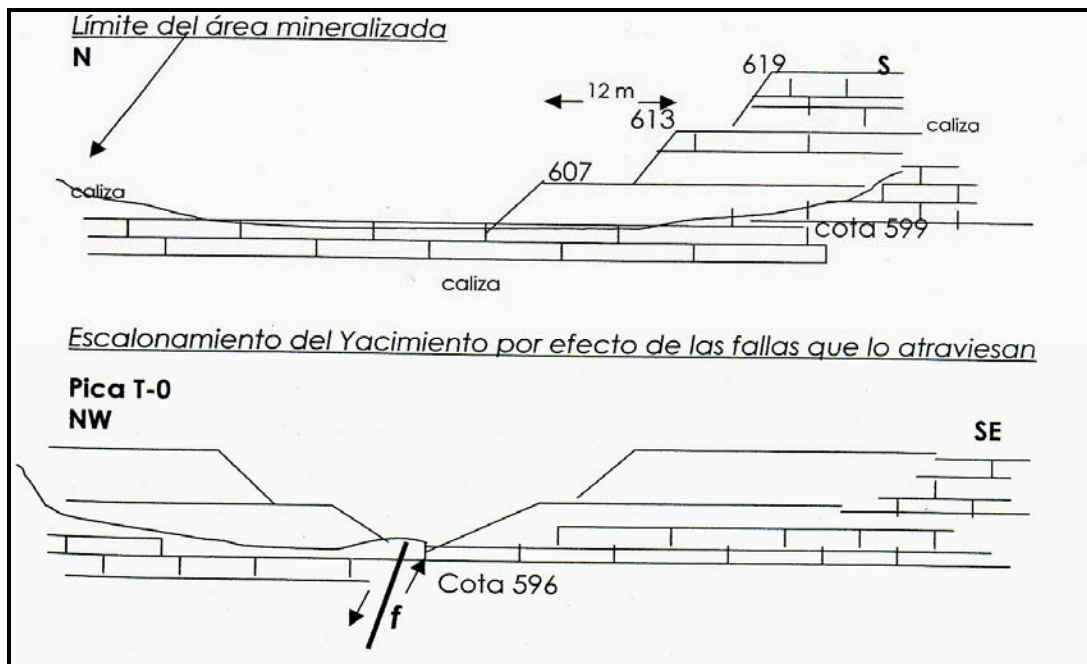 Límite del área mineralizada
N
619
S
12 m
613
caliza
607
caliza
cota 599
caliza
Escalonamiento del Yacimiento por efecto de las fallas que lo atraviesan
Pica T-0
NW
SE
Cota 596
f